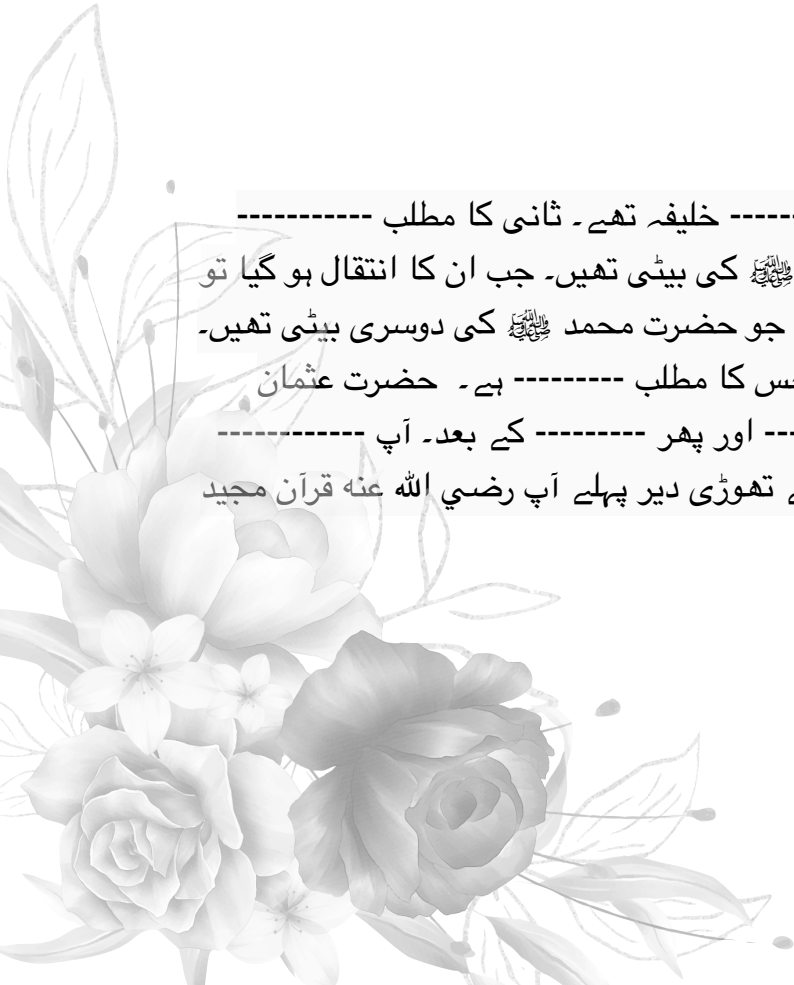 ------ خلیفہ تھے۔ ثانی کا مطلب -----------
ﷺ کی بیٹی تھیں۔ جب ان کا انتقال ہو گیا تو
جو حضرت محمد ﷺ کی دوسری بیٹی تھیں۔
کا مطلب --------- ہے۔ حضرت عثمان
--- اور پھر --------- کے بعد۔ آپ ------------
تھوڑی دیر پہلے آپ رضي الله عنه قرآن مجید